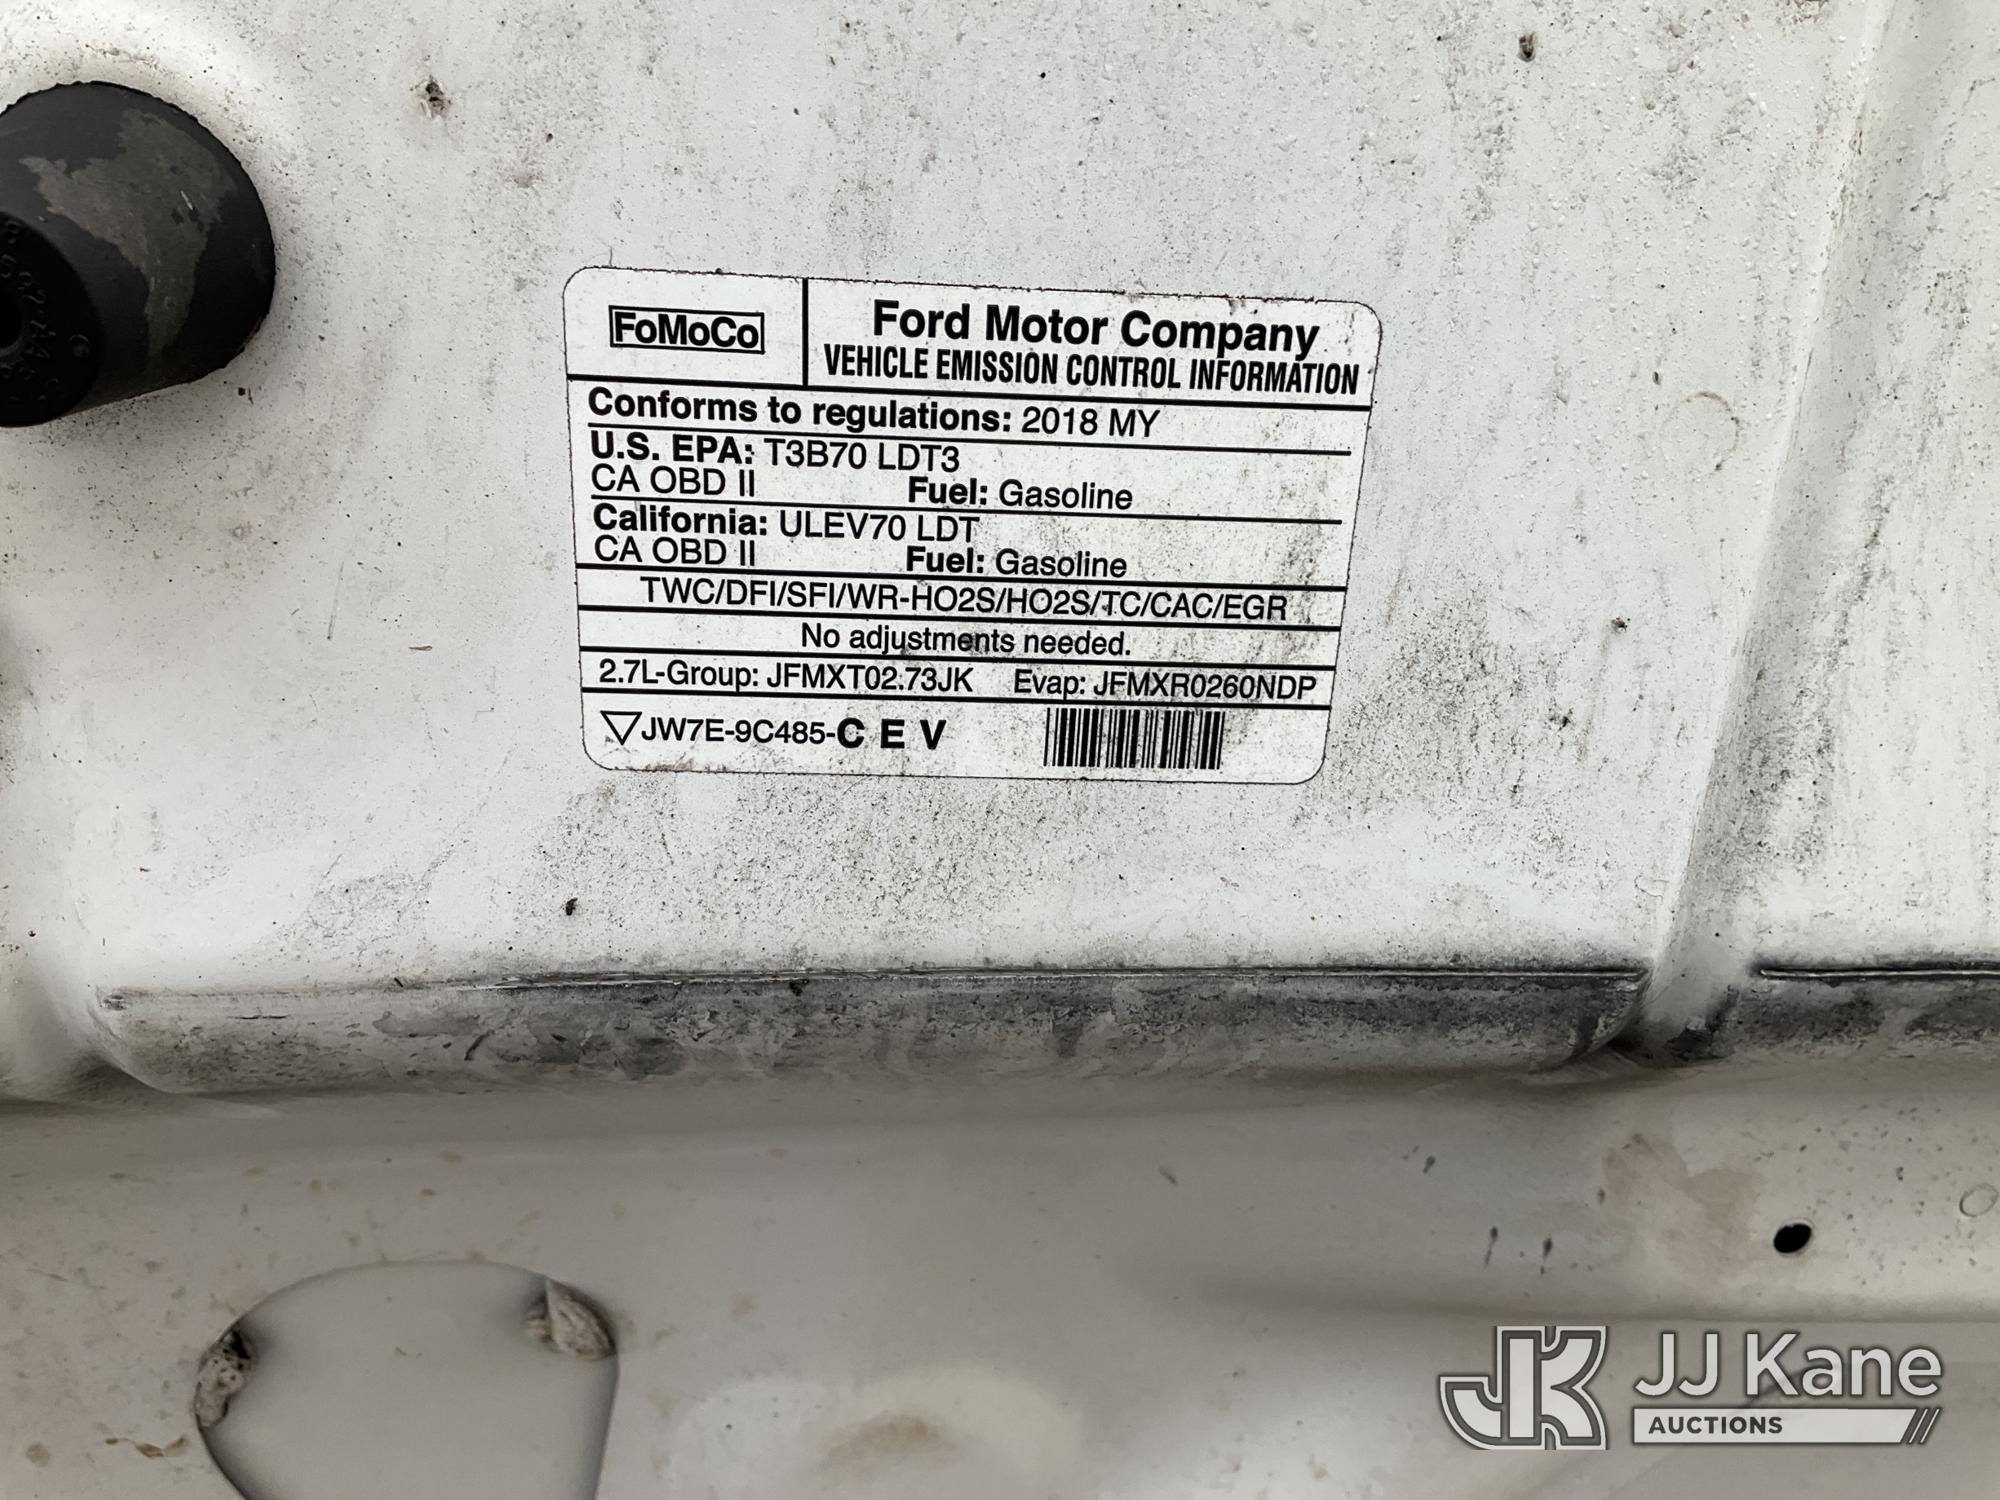 FoMoCo
Ford Motor Company
VEHICLE EMISSION CONTROL INFORMATION
Conforms to regulations: 2018 MY
U.S. EPA: T3B70 LDT3
CA OBD II Fuel: Gasoline
California: ULEV70 LDT
CA OBD II Fuel: Gasoline
TWC/DFI/SFI/WR-HO2S/HO2S/TC/CAC/EGR
No adjustments needed.
2.7L-Group: JFMXT02.73JK Evap: JFMXR0260NDP
JW7E-9C485-C E V
JK JJ Kane
AUCTIONS